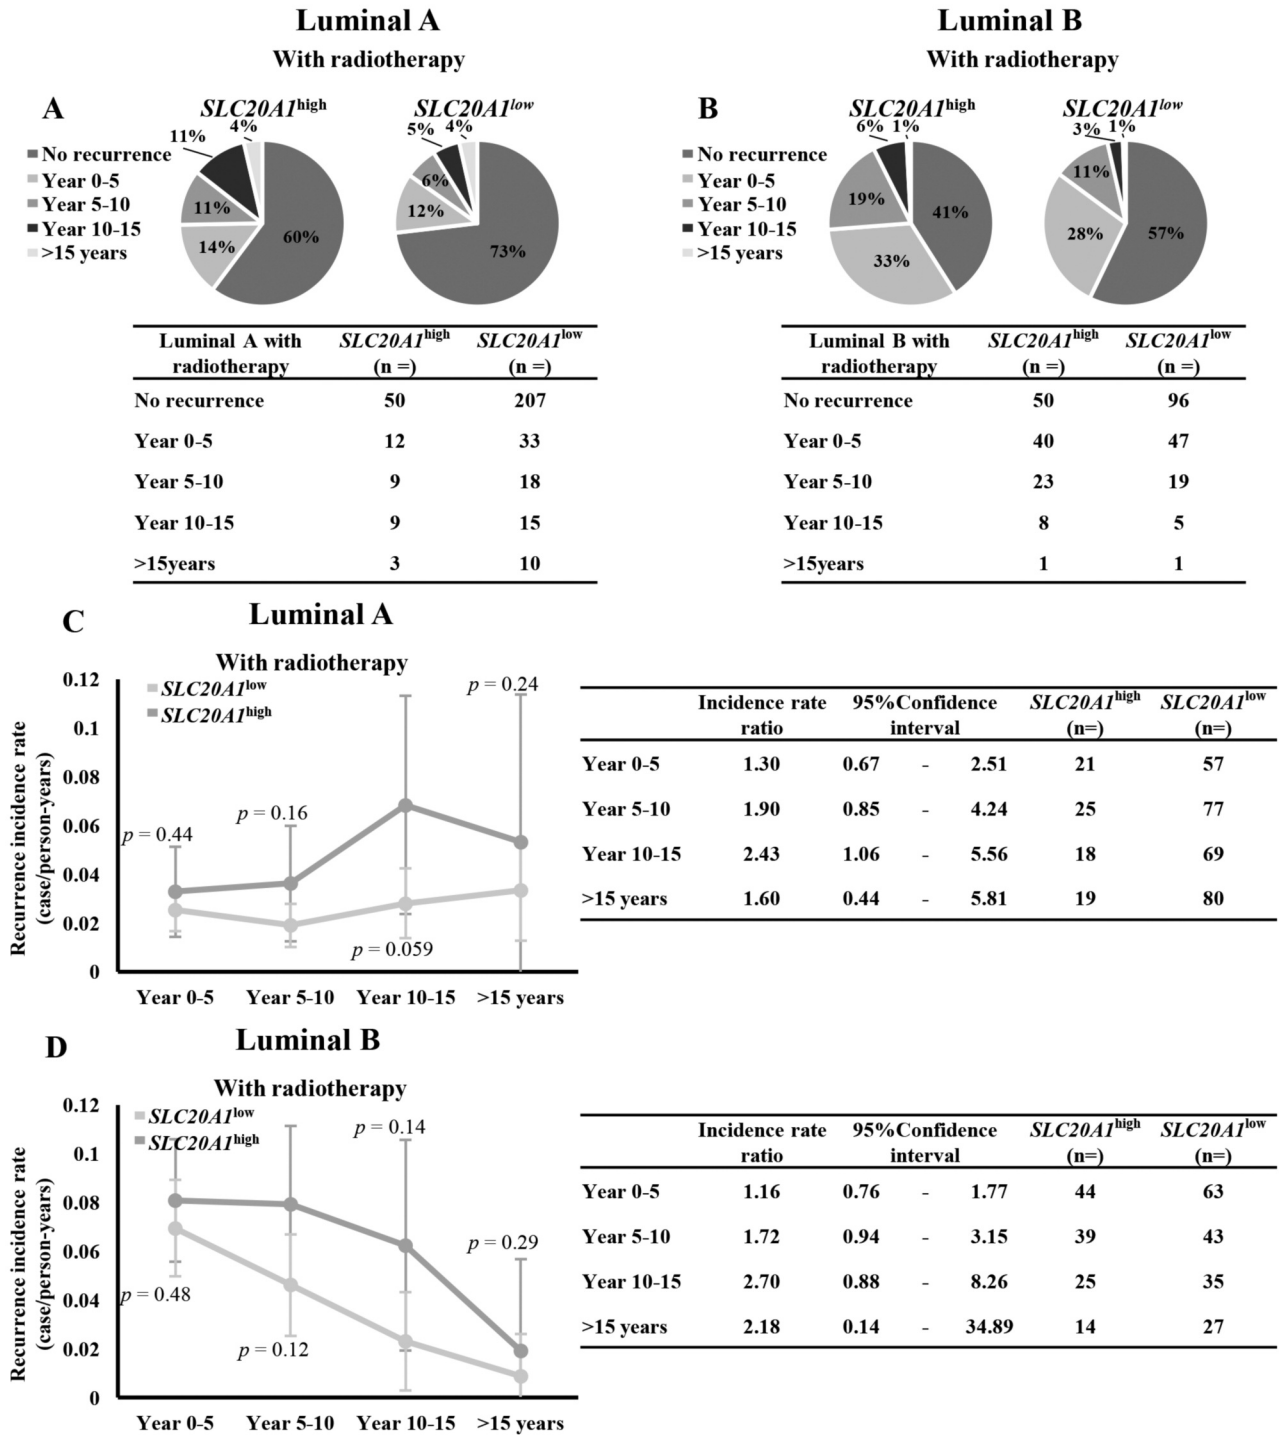 Luminal A
With radiotherapy
Luminal B
With radiotherapy
A
SLC20A1high
SLC20A1low
11%
4%
5%
4%
No recurrence
Year 0-5
Year 5-10
Year 10-15
>15 years
11%
14%
60%
6%
12%
73%
B
SLC20A1high
SLC20A1low
6%
1%
3%
1%
No recurrence
Year 0-5
Year 5-10
Year 10-15
>15 years
19%
41%
33%
11%
28%
57%
Luminal A with radiotherapy SLC20A1high (n =) SLC20A1low (n =)
No recurrence 50 207
Year 0-5 12 33
Year 5-10 9 18
Year 10-15 9 15
>15years 3 10
Luminal B with radiotherapy SLC20A1high (n =) SLC20A1low (n =)
No recurrence 50 96
Year 0-5 40 47
Year 5-10 23 19
Year 10-15 8 5
>15years 1 1
C
Luminal A
With radiotherapy
SLC20A1low
SLC20A1high
Recurrence incidence rate
(case/person-years)
0.12
0.1
0.08
0.06
0.04
0.02
0
p = 0.44
p = 0.16
p = 0.059
p = 0.24
Year 0-5 Year 5-10 Year 10-15 >15 years
Incidence rate ratio 95%Confidence interval SLC20A1high (n=) SLC20A1low (n=)
Year 0-5 1.30 0.67 - 2.51 21 57
Year 5-10 1.90 0.85 - 4.24 25 77
Year 10-15 2.43 1.06 - 5.56 18 69
>15 years 1.60 0.44 - 5.81 19 80
D
Luminal B
With radiotherapy
SLC20A1low
SLC20A1high
Recurrence incidence rate
(case/person-years)
0.12
0.1
0.08
0.06
0.04
0.02
0
p = 0.48
p = 0.12
p = 0.14
p = 0.29
Year 0-5 Year 5-10 Year 10-15 >15 years
Incidence rate ratio 95%Confidence interval SLC20A1high (n=) SLC20A1low (n=)
Year 0-5 1.16 0.76 - 1.77 44 63
Year 5-10 1.72 0.94 - 3.15 39 43
Year 10-15 2.70 0.88 - 8.26 25 35
>15 years 2.18 0.14 - 34.89 14 27